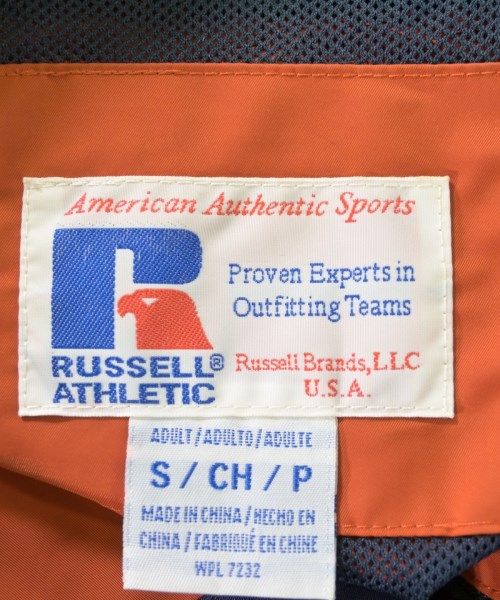 American Authentic Sports
Proven Experts in
Outfitting Teams
RUSSELL®
ATHLETIC
Russell Brands, LLC
U.S.A.
ADULT/ADULTO/ADULTE
S/CH/P
MADE IN CHINA/HECHO EN
CHINA/FABRIQUÉ EN CHINE
WPL 7232